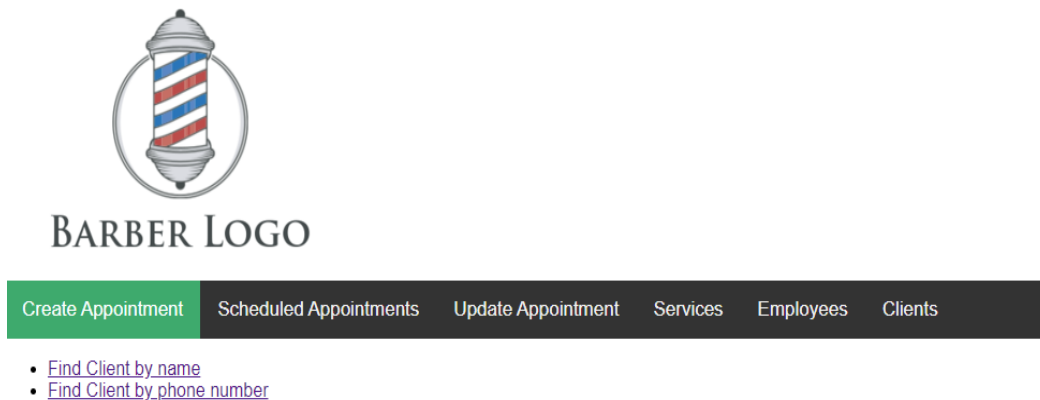 BARBER LOGO
Create Appointment Scheduled Appointments Update Appointment Services Employees Clients
Find Client by name
Find Client by phone number